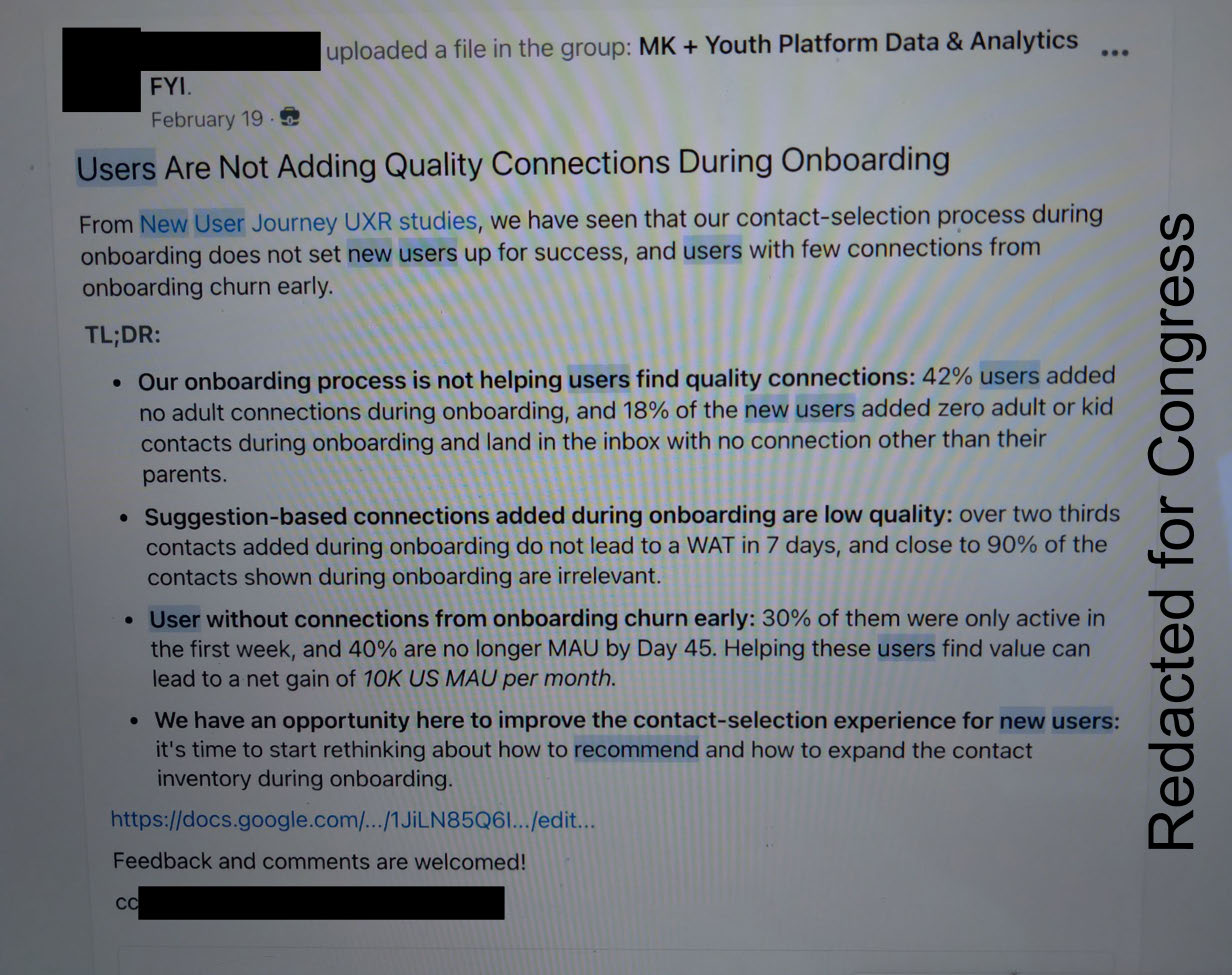 uploaded a file in the group: MK + Youth Platform Data & Analytics ...
FYI.
February 19 ·
Users Are Not Adding Quality Connections During Onboarding
From New User Journey UXR studies, we have seen that our contact-selection process during
onboarding does not set new users up for success, and users with few connections from
onboarding churn early.
TL;DR:
• Our onboarding process is not helping users find quality connections: 42% users added
no adult connections during onboarding, and 18% of the new users added zero adult or kid
contacts during onboarding and land in the inbox with no connection other than their
parents.
• Suggestion-based connections added during onboarding are low quality: over two thirds
contacts added during onboarding do not lead to a WAT in 7 days, and close to 90% of the
contacts shown during onboarding are irrelevant.
• User without connections from onboarding churn early: 30% of them were only active in
the first week, and 40% are no longer MAU by Day 45. Helping these users find value can
lead to a net gain of 10K US MAU per month.
• We have an opportunity here to improve the contact-selection experience for new users:
it's time to start rethinking about how to recommend and how to expand the contact
inventory during onboarding.
https://docs.google.com/.../1JiLN85Q6I.../edit...
Feedback and comments are welcomed!
cc
Redacted for Congress